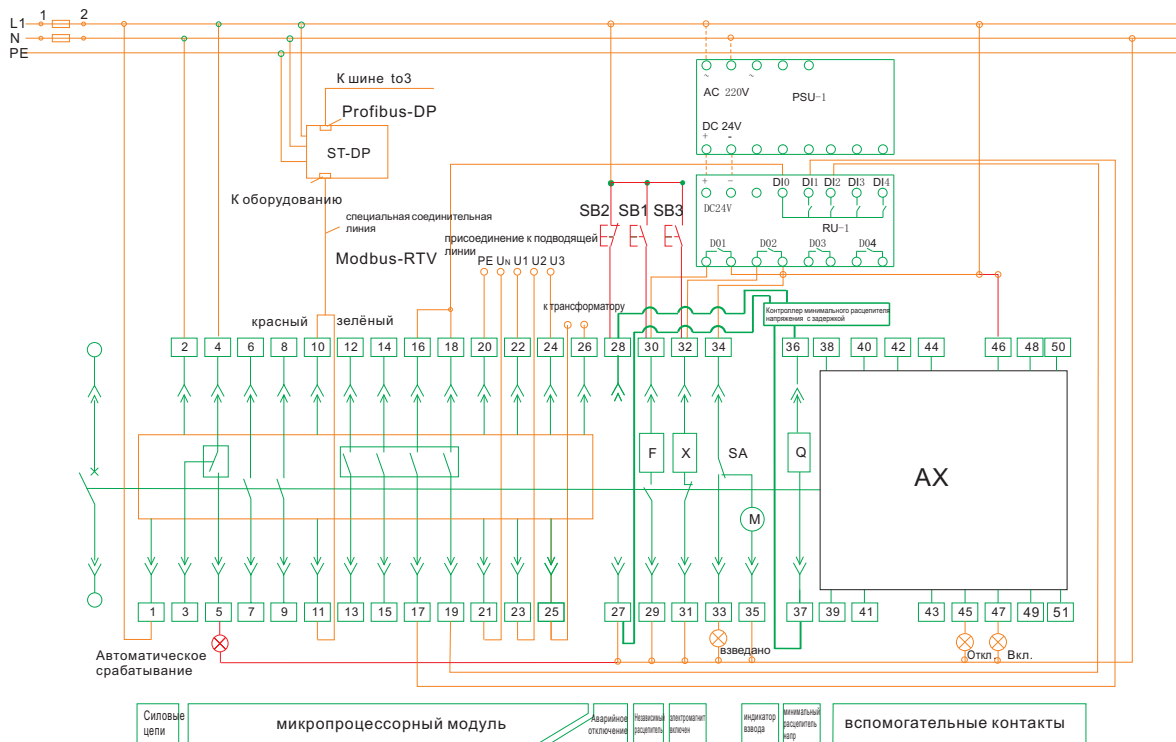 L1 1 2
N
PE
К шине to3
Profibus-DP
ST-DP
К оборудованию
специальная соединительная
линия
присоединение к подводящей
линии
Modbus-RTV
PE UN U1 U2 U3
к трансформатору
красный зелёный
AC 220V PSU-1
~ ~
DC 24V
+ -
+ -
DC24V
DI0 DI1 DI2 DI3 DI4
RU-1
D01 D02 D03 D04
SB2 SB1 SB3
Контроллер минимального расцепителя
напряжения с задержкой
2 4 6 8 10 12 14 16 18 20 22 24 26 28 30 32 34 36 38 40 42 44 46 48 50
F X SA Q
M
AX
1 3 5 7 9 11 13 15 17 19 21 23 25 27 29 31 33 35 37 39 41 43 45 47 49 51
Автоматическое
срабатывание
взведано
Откл Вкл.
Силовые
цепи
микропроцессорный модуль
Аварийное
отключение
Независимый
расцепитель
электромагнит
включен
индикатор
взвода
минимальный
расцепитель
напр
вспомогательные контакты